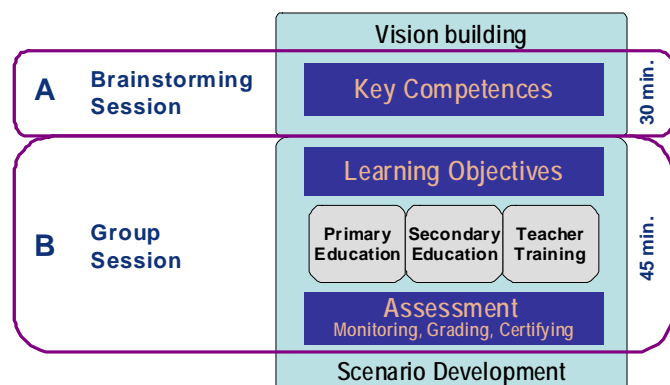 Vision building
A
Brainstorming
Session
Key Competences
30 min.
Learning Objectives
B
Group
Session
Primary
Education
Secondary
Education
Teacher
Training
45 min.
Assessment
Monitoring, Grading, Certifying
Scenario Development